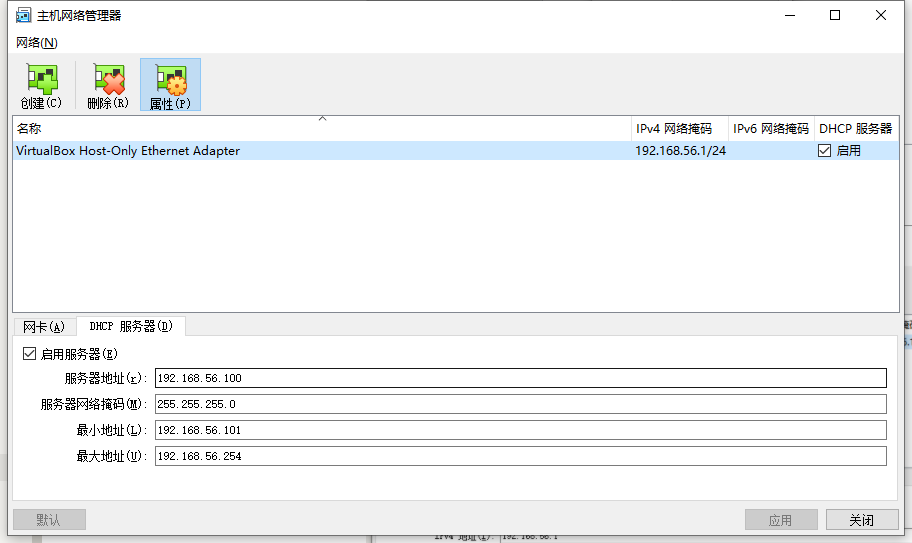 主机网络管理器
网络(N)
创建(C) 删除(R) 属性(P)
名称 IPv4 网络掩码 IPv6 网络掩码 DHCP 服务器
VirtualBox Host-Only Ethernet Adapter 192.168.56.1/24 启用
网卡(A) DHCP 服务器(D)
启用服务器(E)
服务器地址(r): 192.168.56.100
服务器网络掩码(M): 255.255.255.0
最小地址(L): 192.168.56.101
最大地址(U): 192.168.56.254
默认 应用 关闭
IPv4 地址(I): 192.168.56.1